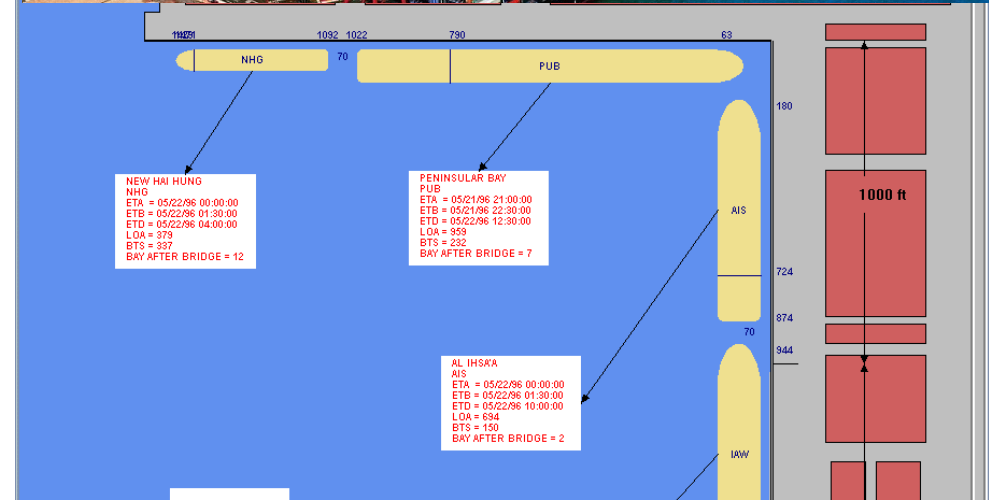 1092 1022 790 63
NHG 70 PUB
180
NEW HAI HUNG
NHG
ETA = 05/22/96 00:00:00
ETB = 05/22/96 01:30:00
ETD = 05/22/96 04:00:00
LOA = 379
BTS = 337
BAY AFTER BRIDGE = 12
PENINSULAR BAY
PUB
ETA = 05/21/96 21:00:00
ETB = 05/21/96 22:30:00
ETD = 05/22/96 12:30:00
LOA = 959
BTS = 232
BAY AFTER BRIDGE = 7
1000 ft
AIS
724
874
70
944
AL IHSA'A
AIS
ETA = 05/22/96 00:00:00
ETB = 05/22/96 01:30:00
ETD = 05/22/96 10:00:00
LOA = 694
BTS = 150
BAY AFTER BRIDGE = 2
IAW